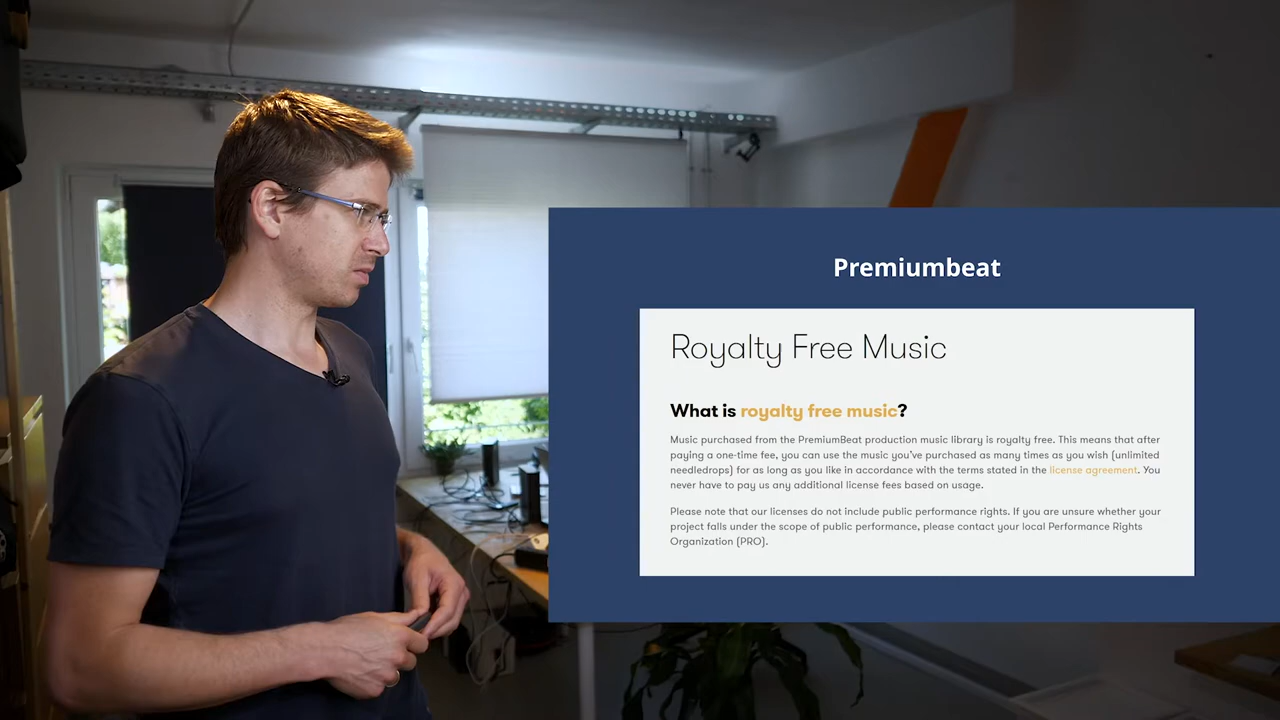 Premiumbeat
Royalty Free Music
What is royalty free music?
Music purchased from the PremiumBeat production music library is royalty free. This means that after
paying a one-time fee, you can use the music you've purchased as many times as you wish (unlimited
needledrops) for as long as you like in accordance with the terms stated in the license agreement. You
never have to pay us any additional license fees based on usage.
Please note that our licenses do not include public performance rights. If you are unsure whether your
project falls under the scope of public performance, please contact your local Performance Rights
Organization (PRO).